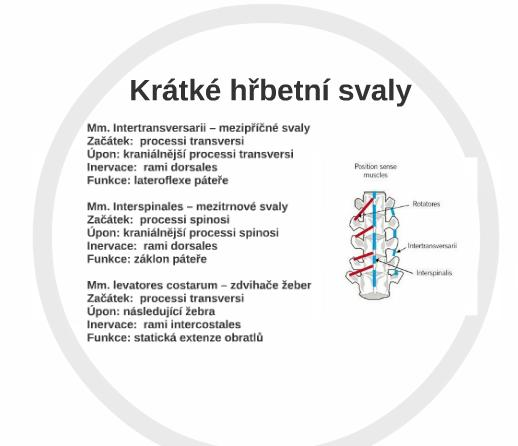 Krátké hřbetní svaly
Mm. Intertransversarii – mezipříčné svaly
Začátek:  processi transversi
Úpon: kraniálnější processi transversi
Inervace:  rami dorsales
Funkce: lateroflexe páteře
Mm. Interspinales – mezitrnové svaly
Začátek:  processi spinosi
Úpon: kraniálnější processi spinosi
Inervace:  rami dorsales
Funkce: záklon páteře
Mm. levatores costarum – zdvihače žeber
Začátek:  processi transversi
Úpon: následující žebra
Inervace:  rami intercostales
Funkce: statická extenze obratlů
Position sense
muscles
Rotatores
Intertransversarii
Interspinalis